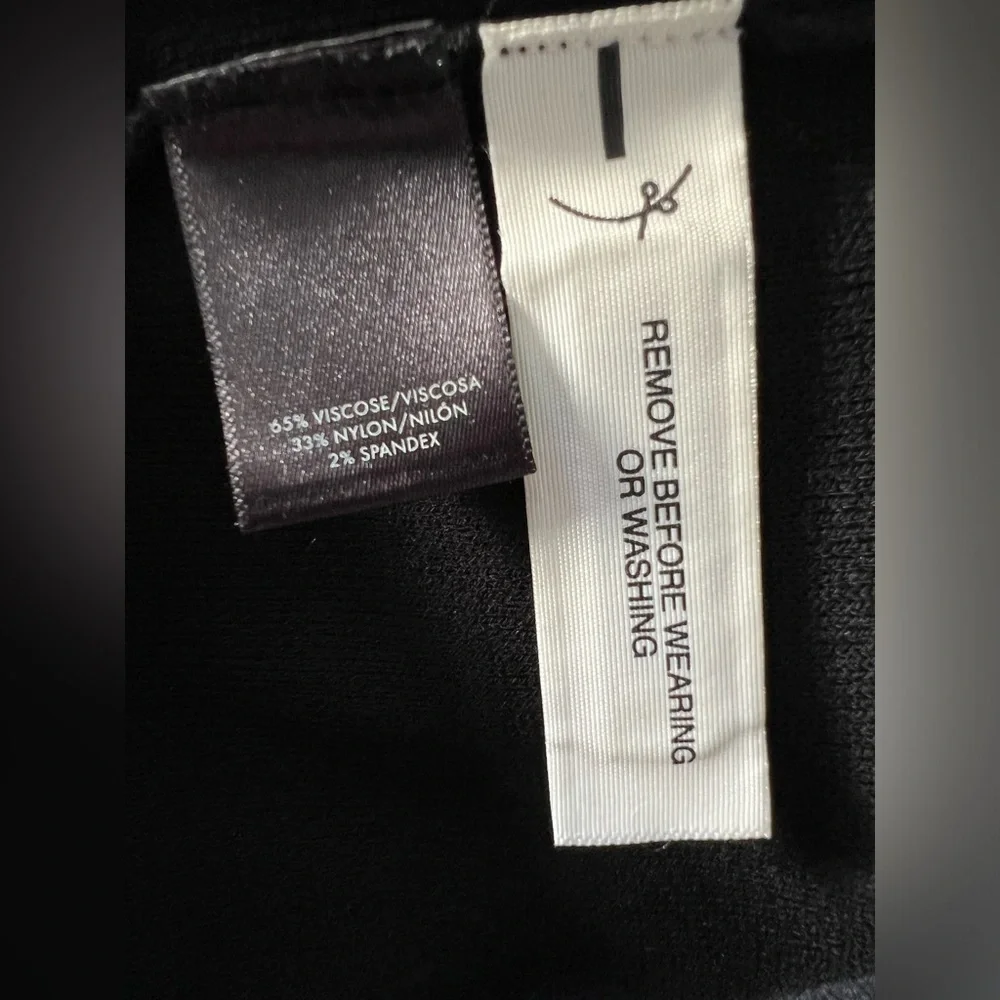 65% VISCOSE/VISCOSA
33% NYLON/NILÓN
2% SPANDEX
REMOVE BEFORE WEARING
OR WASHING